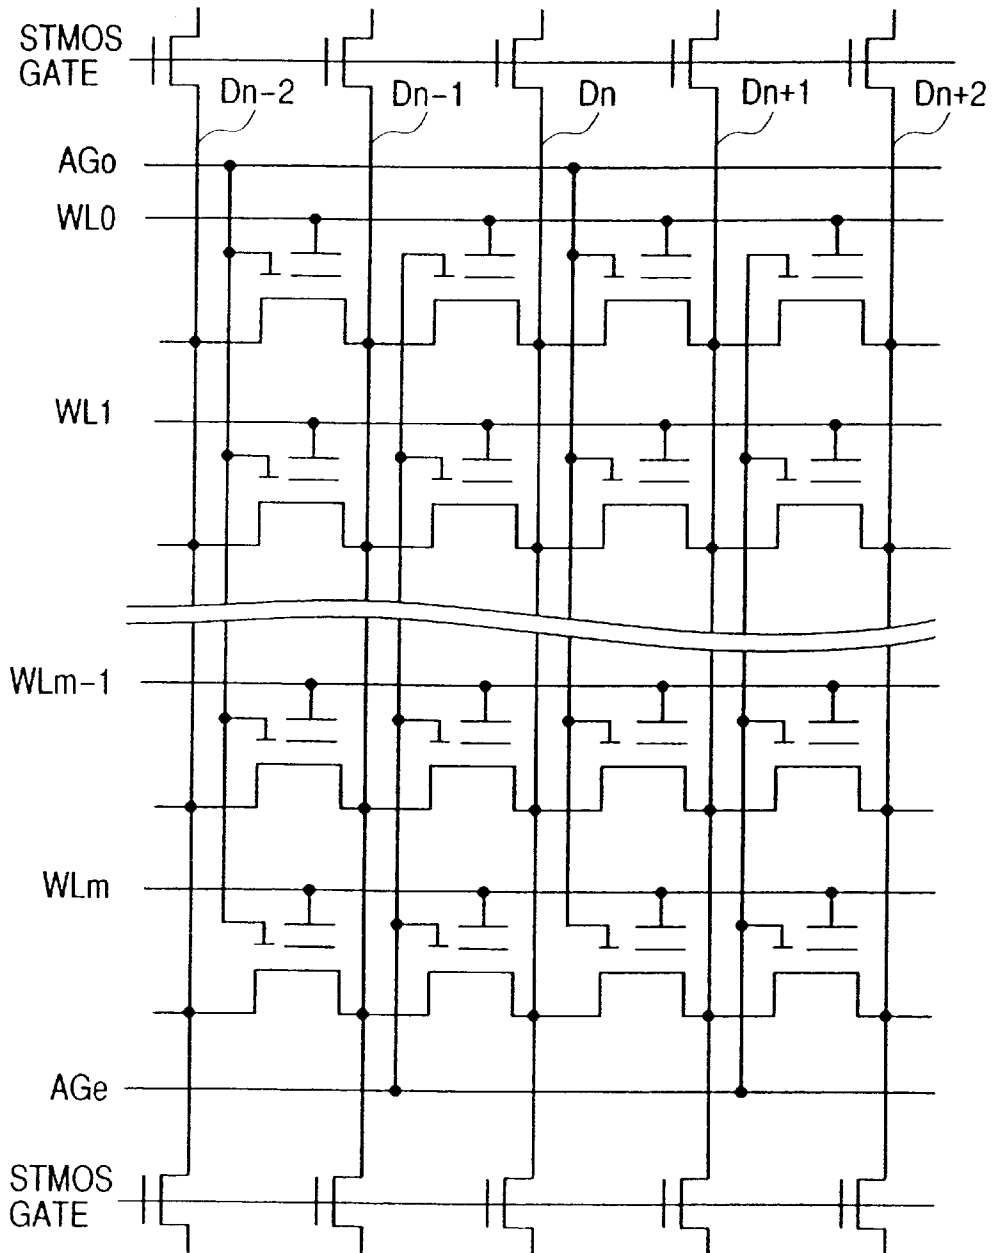 STMOS
GATE
Dn-2
Dn-1
Dn
Dn+1
Dn+2
AGo
WL0
WL1
WLm-1
WLm
AGe
STMOS
GATE